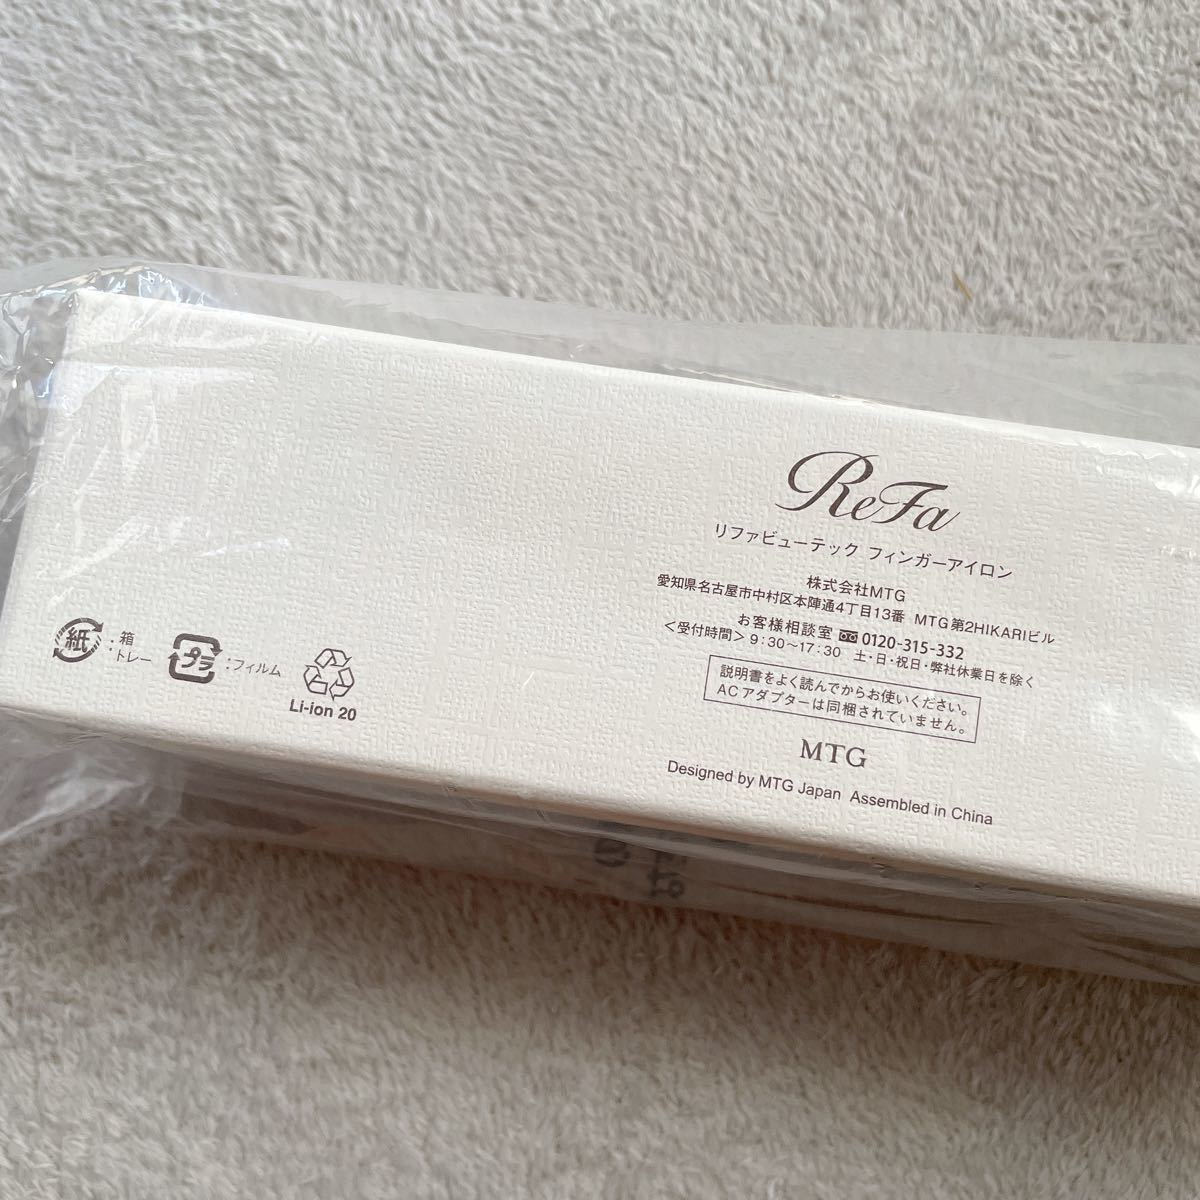 ReFa
リファビューテック フィンガーアイロン
株式会社MTG
愛知県名古屋市中村区本陣通4丁目13番 MTG第2HIKARIビル
お客様相談室 0120-315-332
＜受付時間＞9：30〜17：30 土・日・祝日・弊社休業日を除く
説明書をよく読んでからお使いください。
ACアダプターは同梱されていません。
MTG
Designed by MTG Japan Assembled in China
紙：箱
：トレー
プラ：フィルム
Li-ion 20